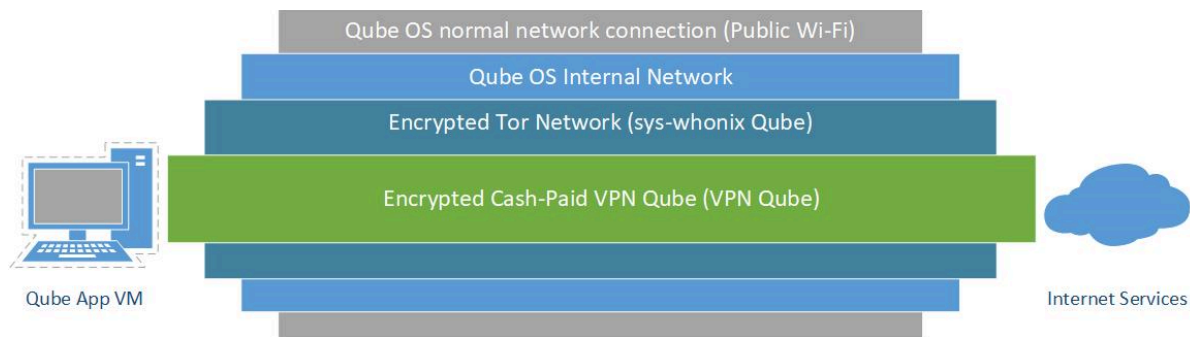 Qube OS normal network connection (Public Wi-Fi)
Qube OS Internal Network
Encrypted Tor Network (sys-whonix Qube)
Encrypted Cash-Paid VPN Qube (VPN Qube)
Qube App VM
Internet Services